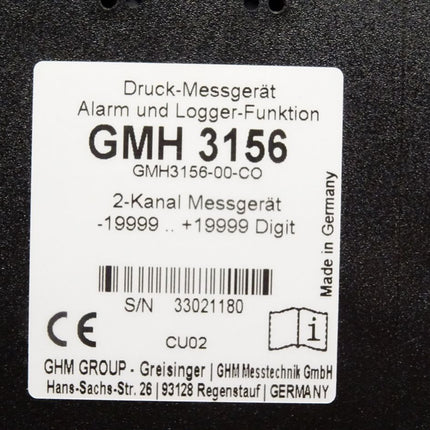 Druck-Messgerät
Alarm und Logger-Funktion
GMH 3156
GMH3156-00-CO
2-Kanal Messgerät
-19999 .. +19999 Digit
Made in Germany
S/N 33021180
CE
CU02
i
GHM GROUP - Greisinger | GHM Messtechnik GmbH
Hans-Sachs-Str. 26 | 93128 Regenstauf | GERMANY